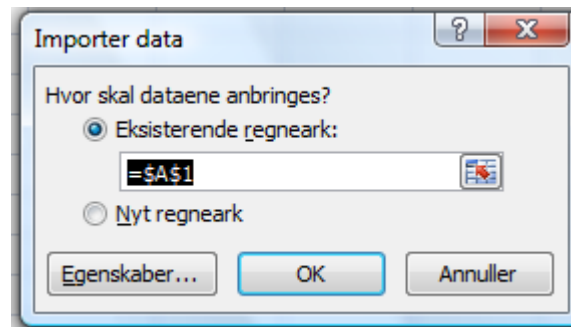 Importer data
Hvor skal dataene anbringes?
Eksisterende regneark:
=$A$1
Nyt regneark
Egenskaber... OK Annuller